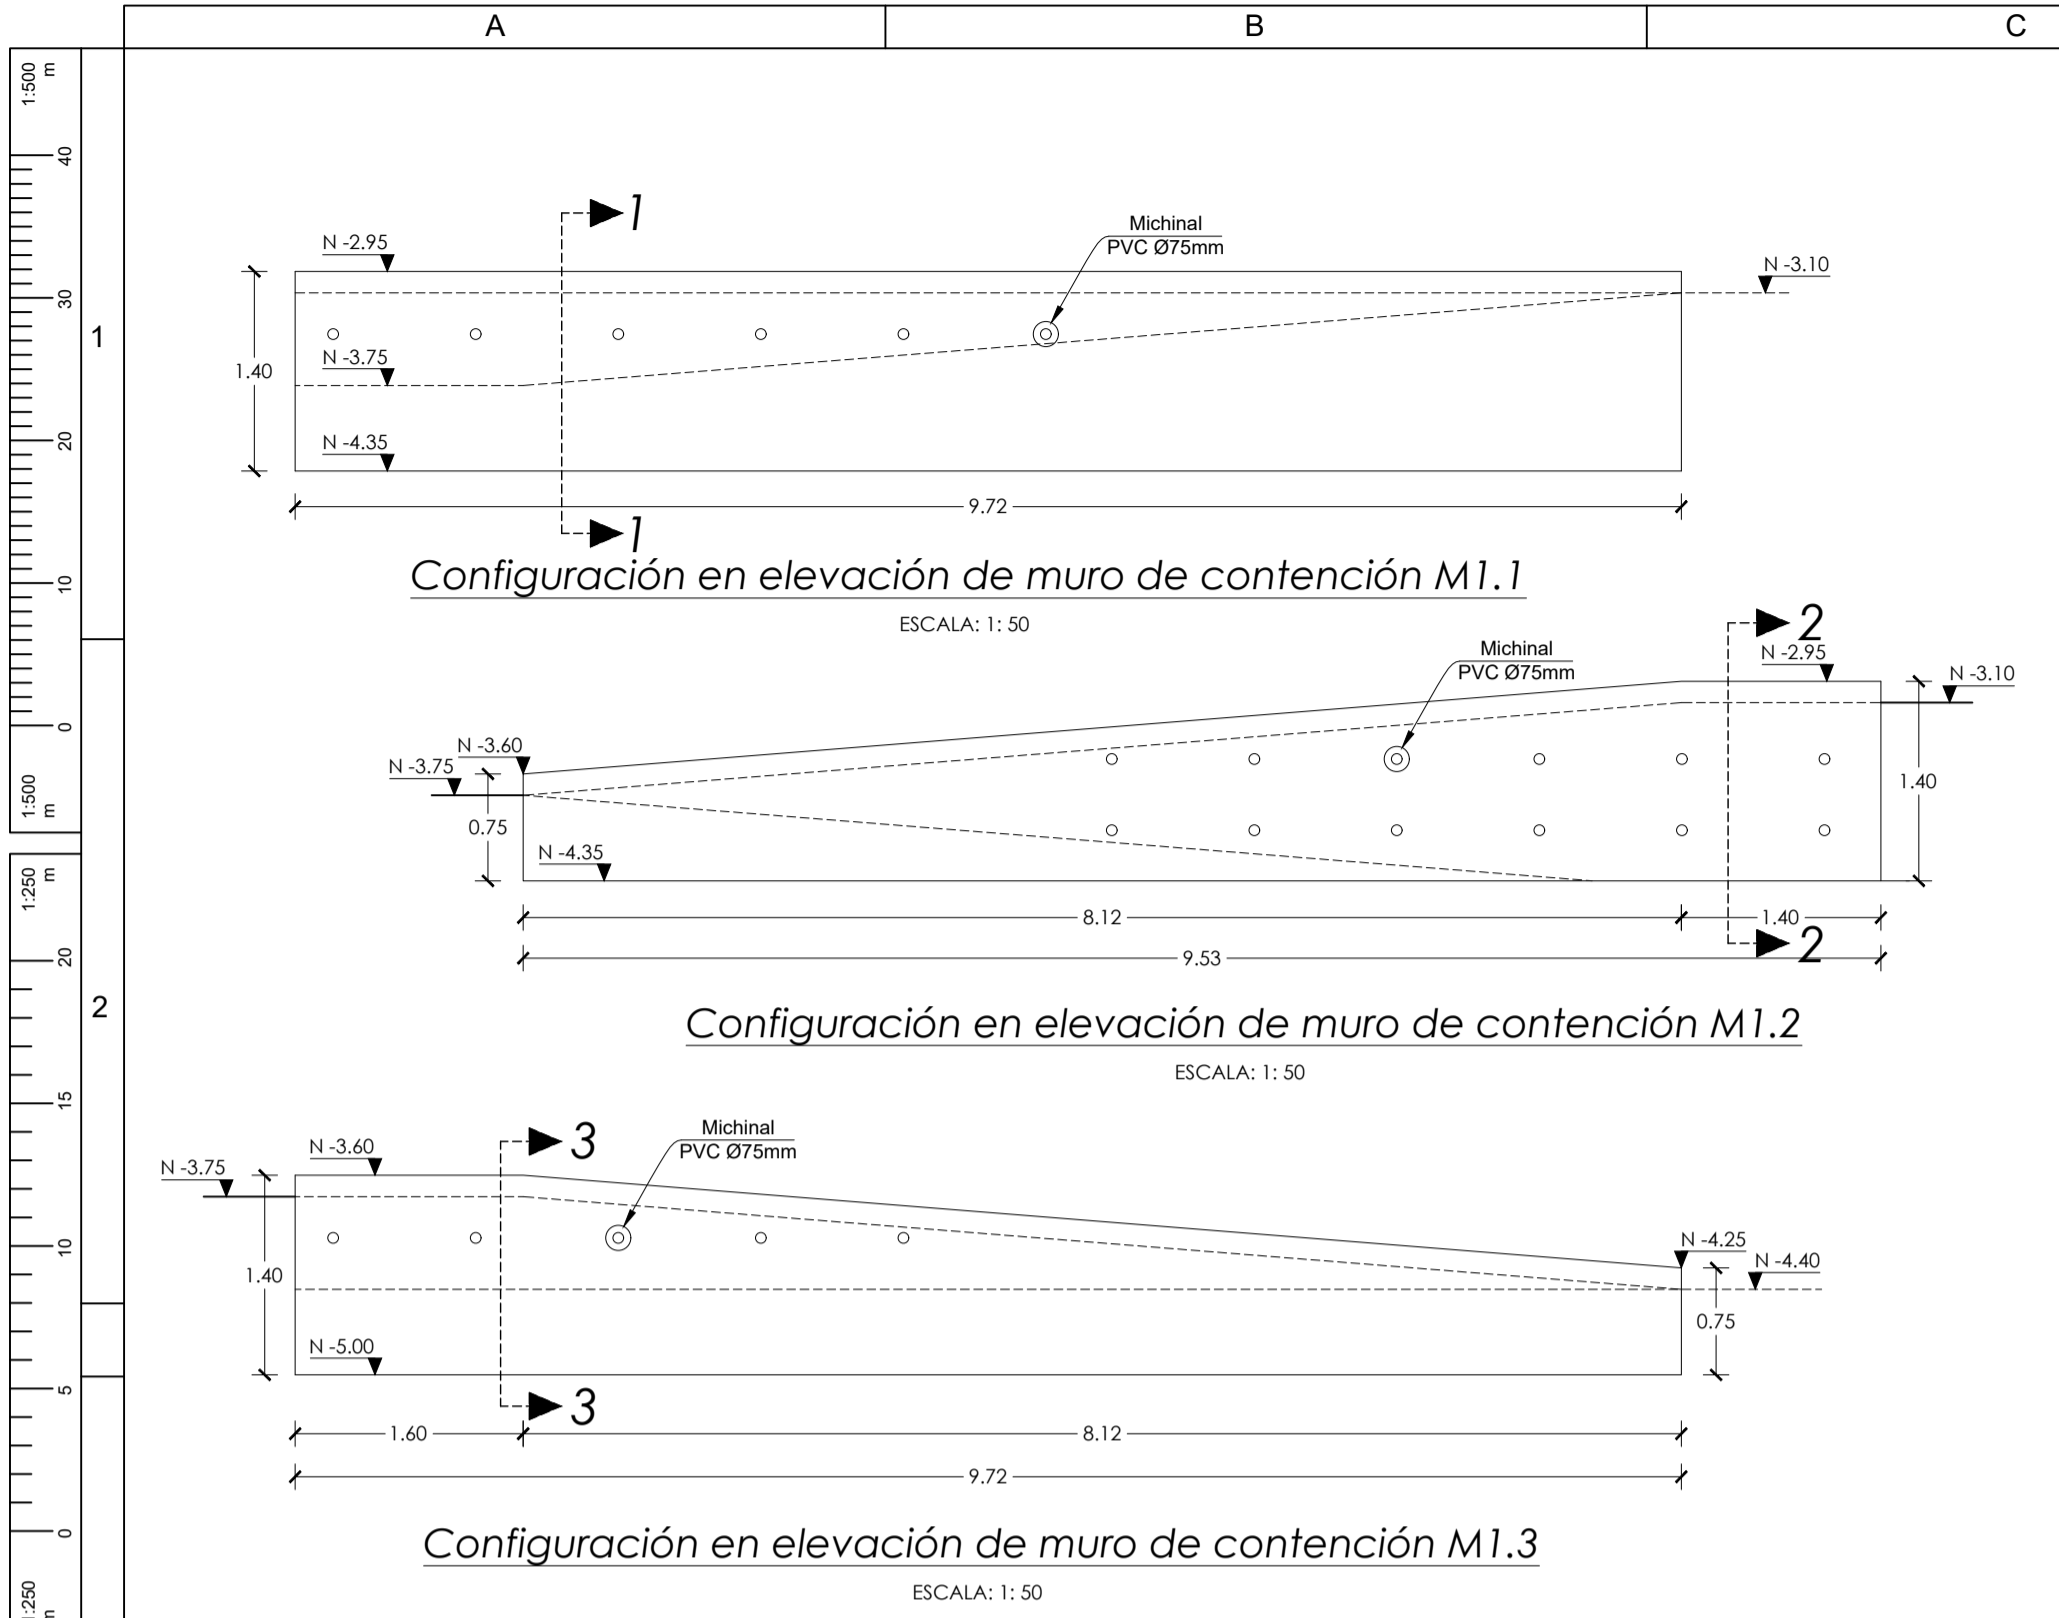 A
B
C
1:500
m
40
30
20
10
0
1:500
m
1
N -2.95
1
Michinal
PVC Ø75mm
N -3.10
N -3.75
1.40
N -4.35
9.72
1
Configuración en elevación de muro de contención M1.1
ESCALA: 1: 50
2
Michinal
PVC Ø75mm
N -2.95
N -3.10
N -3.60
N -3.75
0.75
1.40
N -4.35
8.12
1.40
2
9.53
Configuración en elevación de muro de contención M1.2
ESCALA: 1: 50
1:250
m
20
15
10
5
0
1:250
m
2
3
Michinal
PVC Ø75mm
N -3.60
N -3.75
N -4.25
N -4.40
1.40
0.75
N -5.00
3
1.60
8.12
9.72
Configuración en elevación de muro de contención M1.3
ESCALA: 1: 50